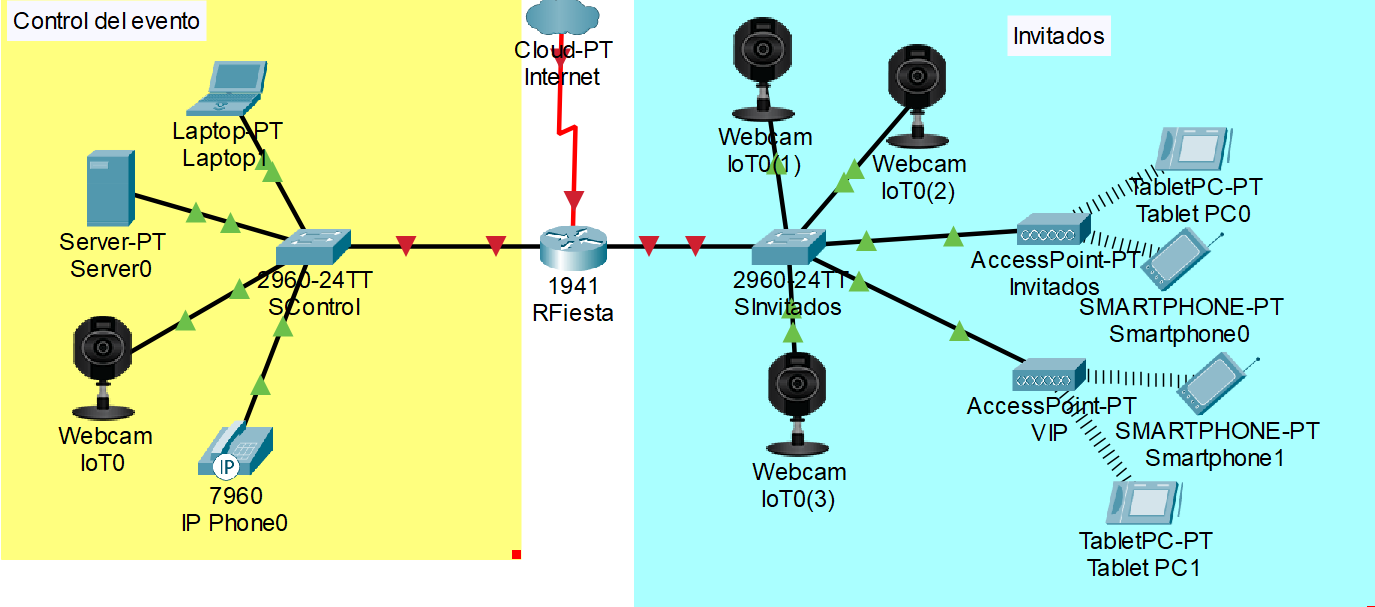 Control del evento
Cloud-PT
Internet
Invitados
Laptop-PT
Laptop1
Server-PT
Server0
2960-24TT
SControl
Webcam
IoT0
IP
7960
IP Phone0
1941
RFiesta
Webcam
IoT0(1)
Webcam
IoT0(2)
2960-24TT
SInvitados
Webcam
IoT0(3)
TabletPC-PT
Tablet PC0
AccessPoint-PT
Invitados
SMARTPHONE-PT
Smartphone0
AccessPoint-PT
VIP
SMARTPHONE-PT
Smartphone1
TabletPC-PT
Tablet PC1